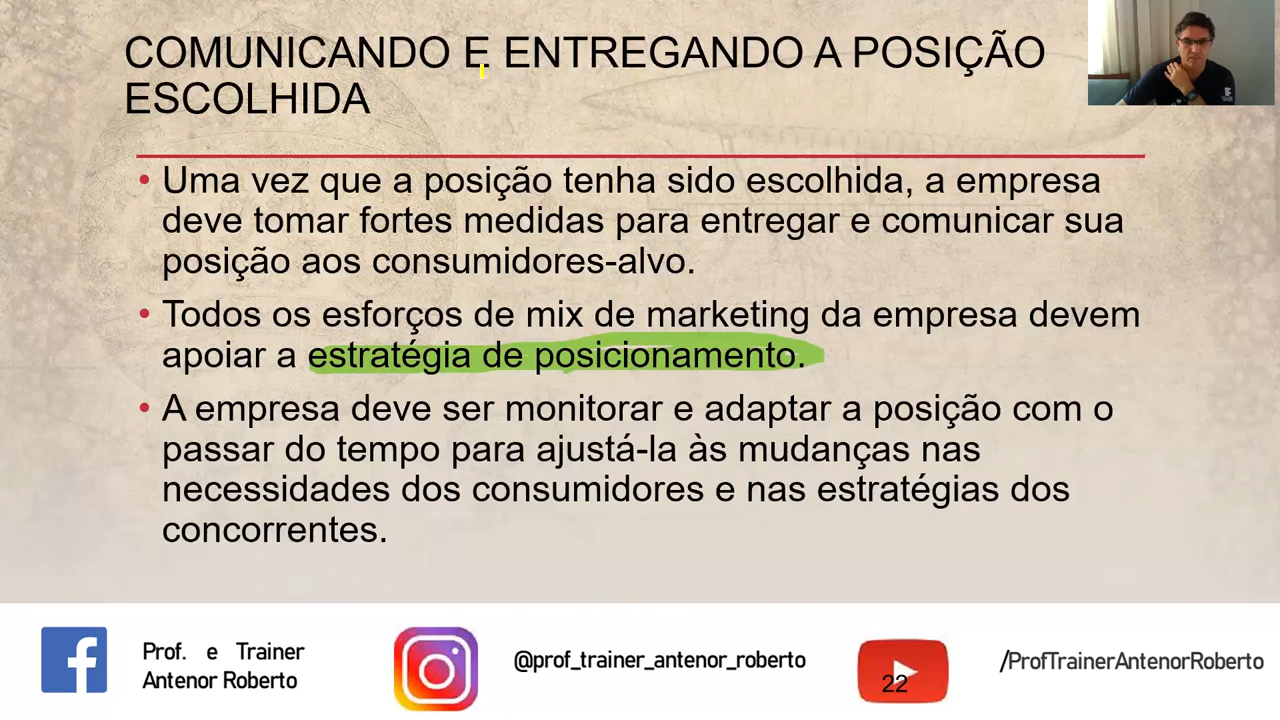 COMUNICANDO E ENTREGANDO A POSIÇÃO
ESCOLHIDA
• Uma vez que a posição tenha sido escolhida, a empresa
deve tomar fortes medidas para entregar e comunicar sua
posição aos consumidores-alvo.
• Todos os esforços de mix de marketing da empresa devem
apoiar a estratégia de posicionamento.
• A empresa deve ser monitorar e adaptar a posição com o
passar do tempo para ajustá-la às mudanças nas
necessidades dos consumidores e nas estratégias dos
concorrentes.
Prof. e Trainer
Antenor Roberto
@prof_trainer_antenor_roberto
22
/ProfTrainerAntenorRoberto